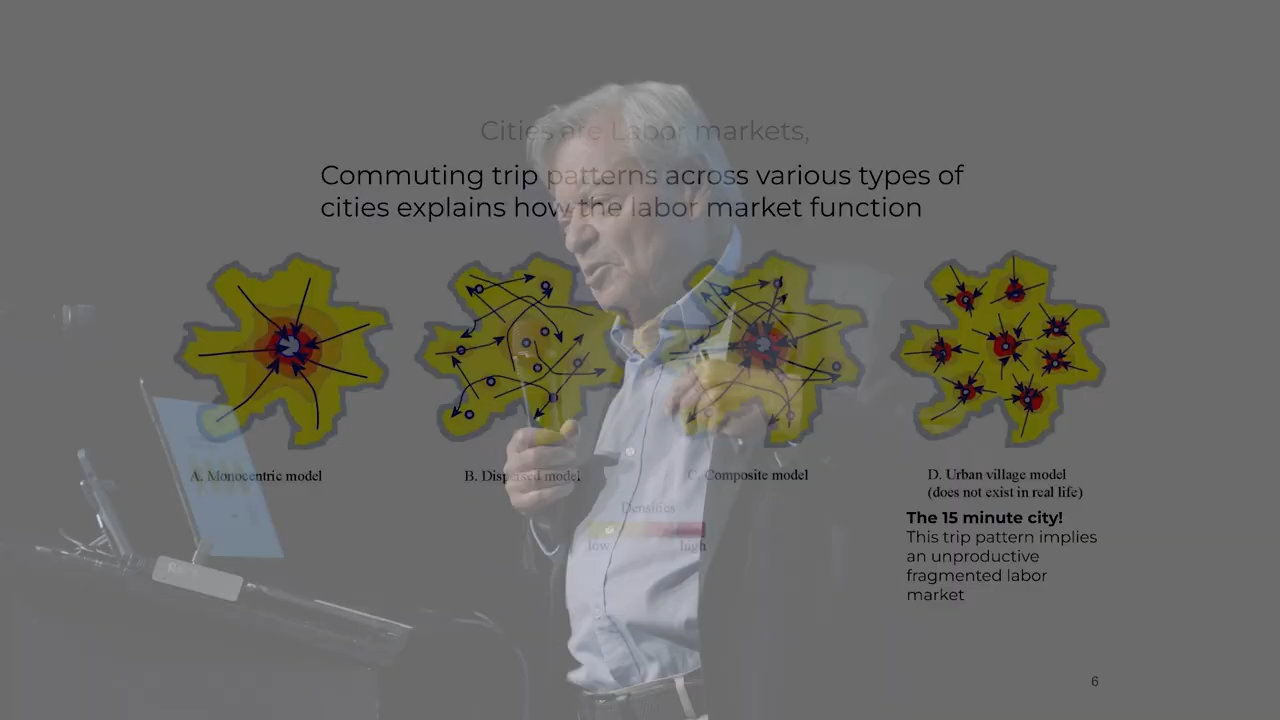 Cities are Labor markets,
Commuting trip patterns across various types of
cities explains how the labor market function
A. Monocentric model
B. Dispersed model
C. Composite model
D. Urban village model
(does not exist in real life)
The 15 minute city!
This trip pattern implies
an unproductive
fragmented labor
market
Densities
low
high
6